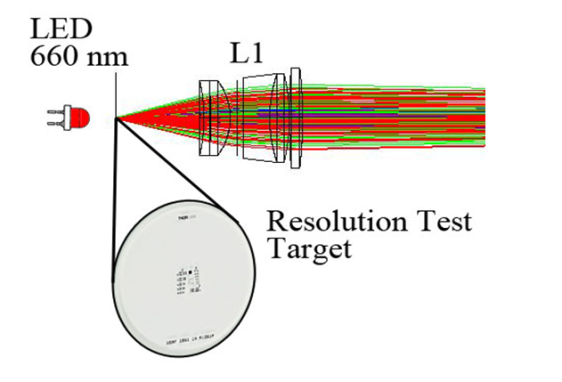 LED
660 nm
L1
Resolution Test
Target